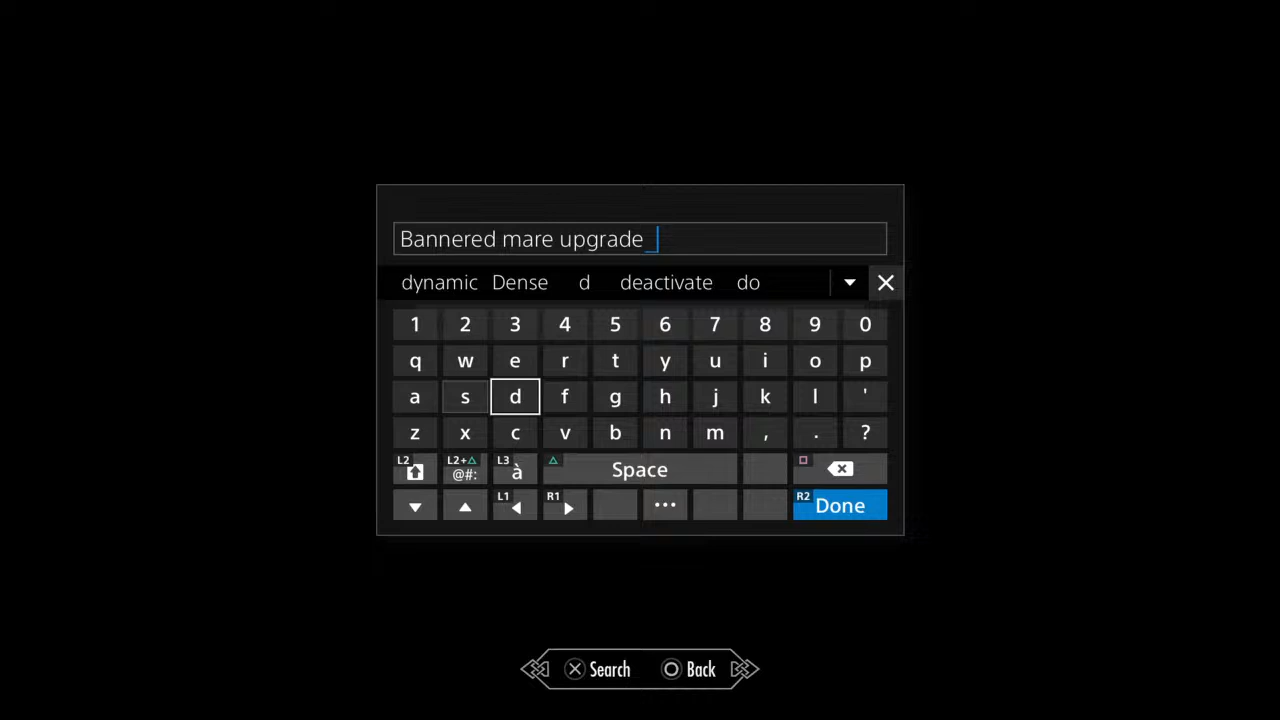 Bannered mare upgrade _
dynamic Dense d deactivate do
1 2 3 4 5 6 7 8 9 0
q w e r t y u i o p
a s d f g h j k l '
z x c v b n m , . ?
L2 L2+△ @#: L3 à △ Space □
L1 R1 ... R2 Done
Search Back